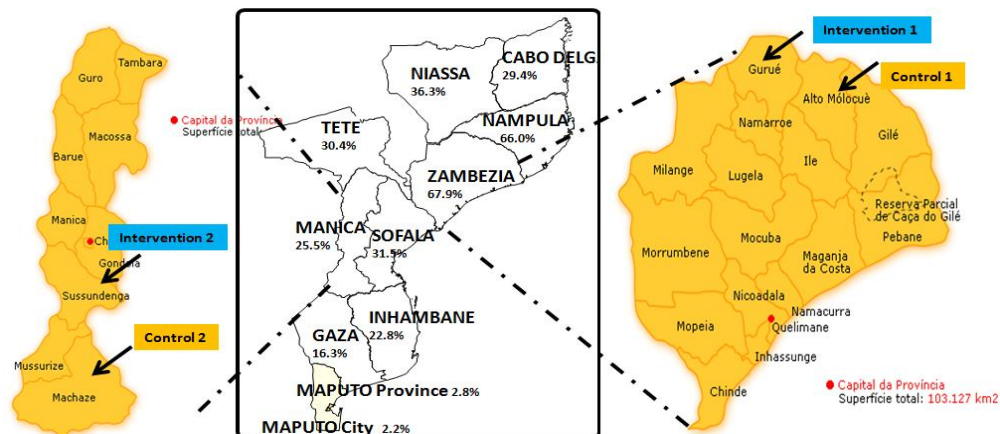 Guro
Tambara
Macossa
Barue
Manica
Ch
Gondola
Sussundenga
Mussurize
Machaze
Intervention 2
Control 2
Capital da Província
Superfície total:
NIASSA
36.3%
CABO DELG
29.4%
NAMPULA
66.0%
TETE
30.4%
ZAMBEZIA
67.9%
MANICA
25.5%
SOFALA
31.5%
INHAMBANE
22.8%
GAZA
16.3%
MAPUTO Province 2.8%
MAPUTO City 2.2%
Intervention 1
Control 1
Gurué
Alto Mólocuè
Namarroe
Gilé
Ile
Milange
Lugela
Reserva Parcial
de Caça do Gilé
Pebane
Mocuba
Morrumbene
Maganja
da Costa
Nicoadala
Namacurra
Quelimane
Mopeia
Inhassunge
Chinde
Capital da Província
Superfície total: 103.127 km2